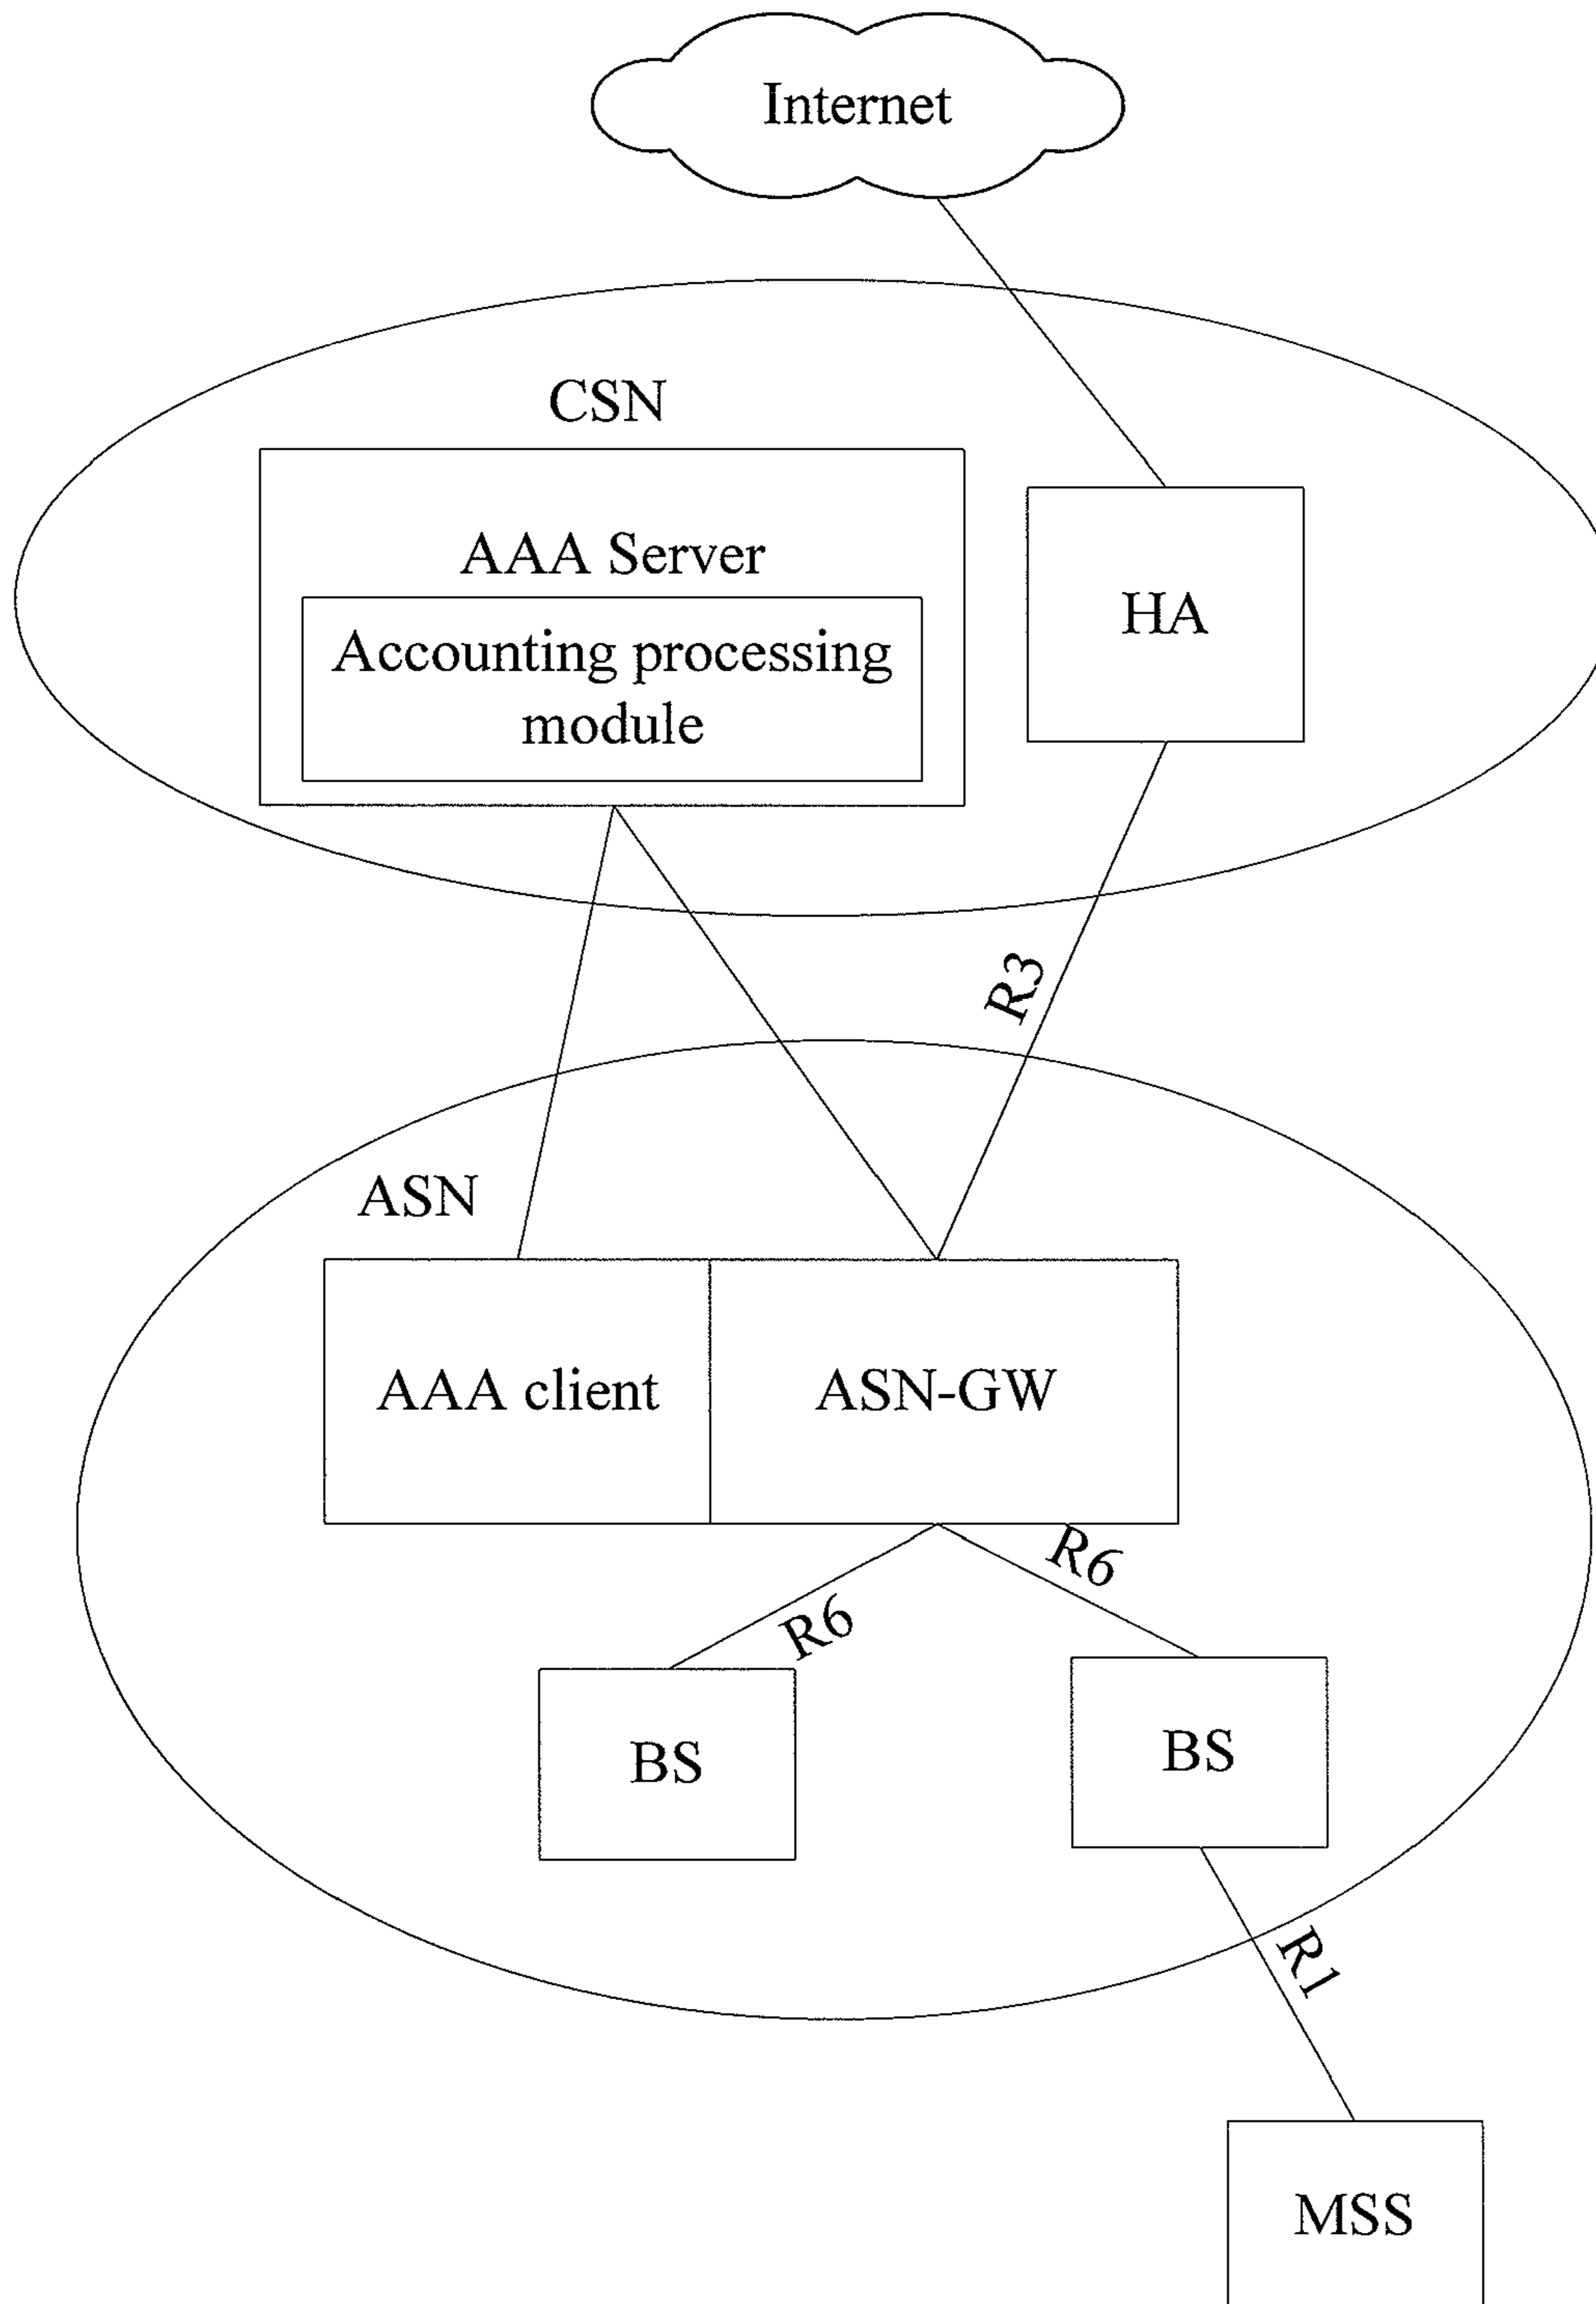 Internet
CSN
AAA Server
Accounting processing
module
HA
R3
ASN
AAA client
ASN-GW
R6
R6
BS
BS
R1
MSS